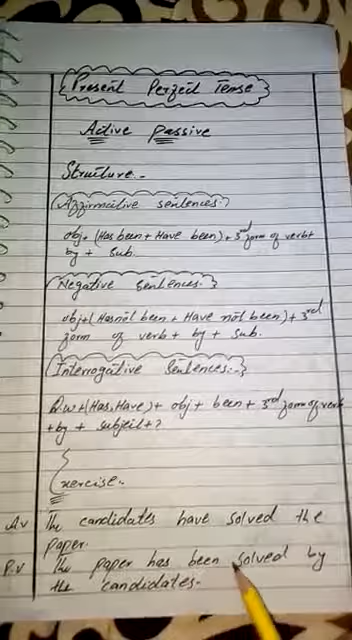 Present Perfect Tense
Active Passive
Structure.-
Affirmative sentences.
obj+ (Has been + Have been) + 3rd form of verb+
by + sub.
Negative sentences.
obj+(Has not been + Have not been) + 3rd
form of verb + by + sub.
Interrogative Sentences.-
Q.w+(Has, Have) + obj + been + 3rd form of verb
+by + subject+?
Exercise.-
A.v The candidates have solved the
paper.
P.v The paper has been solved by
the candidates.